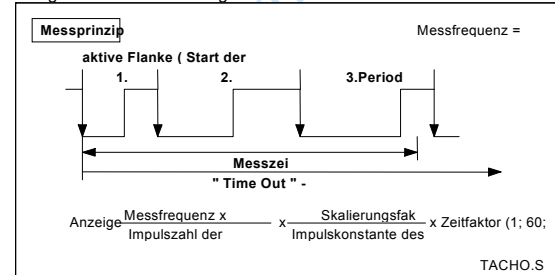 Messprinzip
Messfrequenz =
aktive Flanke ( Start der
1. 2. 3.Period
Messzei
" Time Out " -
Anzeige Messfrequenz x x Skalierungsfak x Zeitfaktor (1; 60;
Impulszahl der Impulskonstante des
TACHO.S